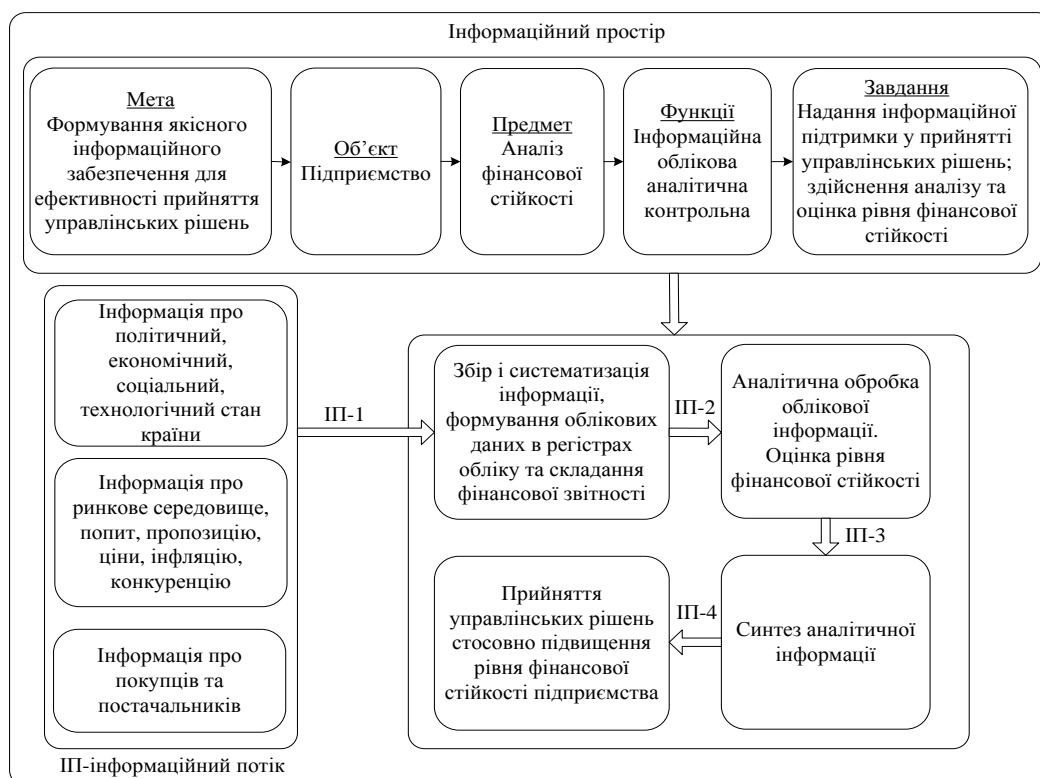 Інформаційний простір
Мета
Формування якісного
інформаційного
забезпечення для
ефективності прийняття
управлінських рішень
Об’єкт
Підприємство
Предмет
Аналіз
фінансової
стійкості
Функції
Інформаційна
облікова
аналітична
контрольна
Завдання
Надання інформаційної
підтримки у прийнятті
управлінських рішень;
здійснення аналізу та
оцінка рівня фінансової
стійкості
Інформація про
політичний,
економічний,
соціальний,
технологічний стан
країни
Інформація про
ринкове середовище,
попит, пропозицію,
ціни, інфляцію,
конкуренцію
Інформація про
покупців та
постачальників
ІП-1
Збір і систематизація
інформації,
формування облікових
даних в регістрах
обліку та складання
фінансової звітності
ІП-2
Аналітична обробка
облікової
інформації.
Оцінка рівня
фінансової стійкості
ІП-3
Синтез аналітичної
інформації
ІП-4
Прийняття
управлінських рішень
стосовно підвищення
рівня фінансової
стійкості підприємства
ІП-інформаційний потік